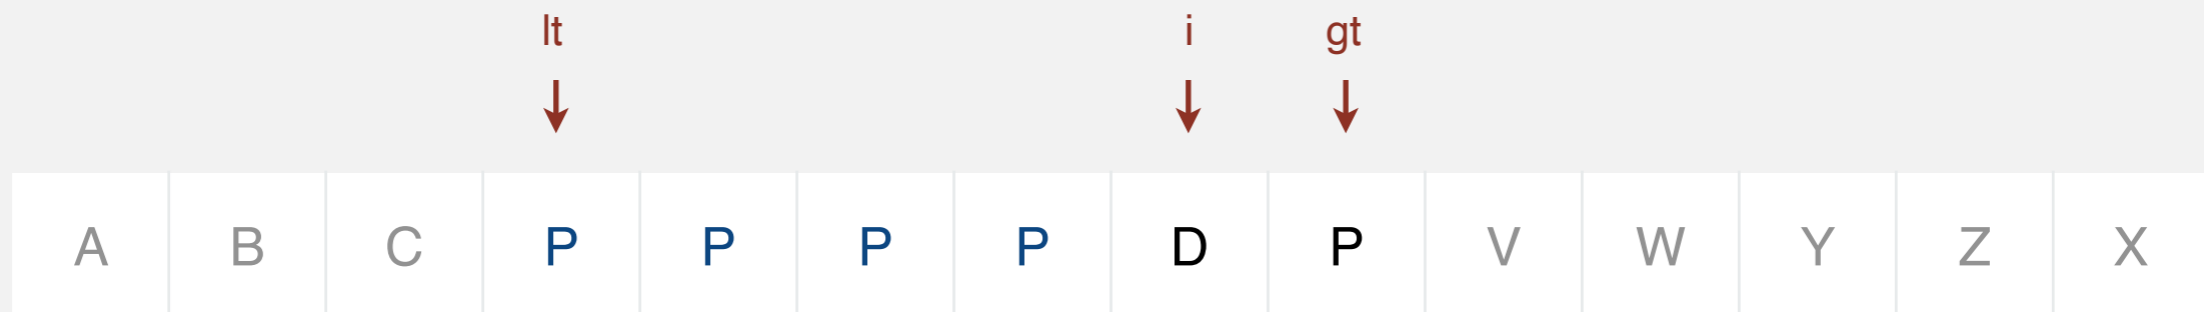 lt i gt
A B C P P P P D P V W Y Z X